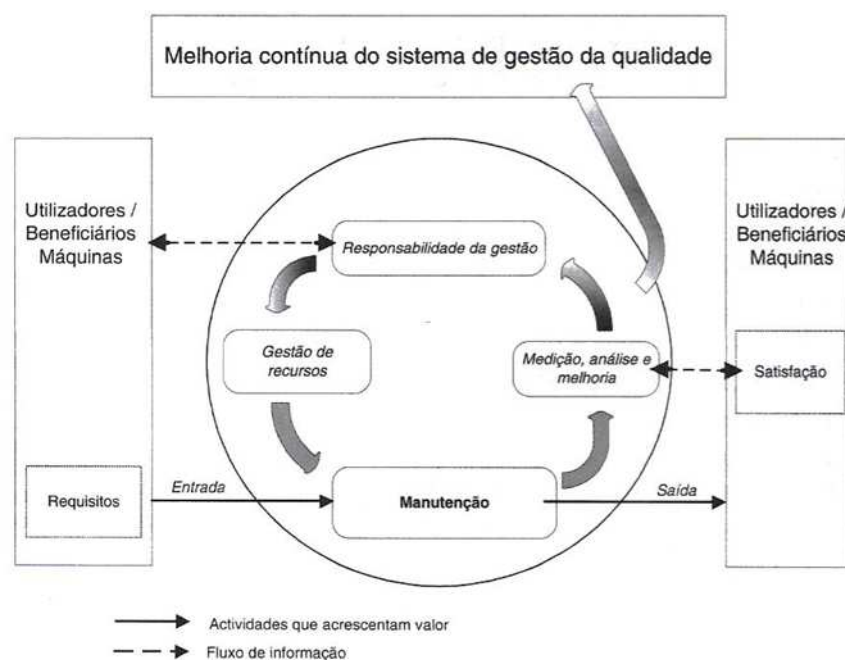 Melhoria contínua do sistema de gestão da qualidade
Utilizadores /
Beneficiários
Máquinas
Responsabilidade da gestão
Utilizadores /
Beneficiários
Máquinas
Gestão de
recursos
Medição, análise e
melhoria
Satisfação
Requisitos
Entrada
Manutenção
Saída
Actividades que acrescentam valor
Fluxo de informação